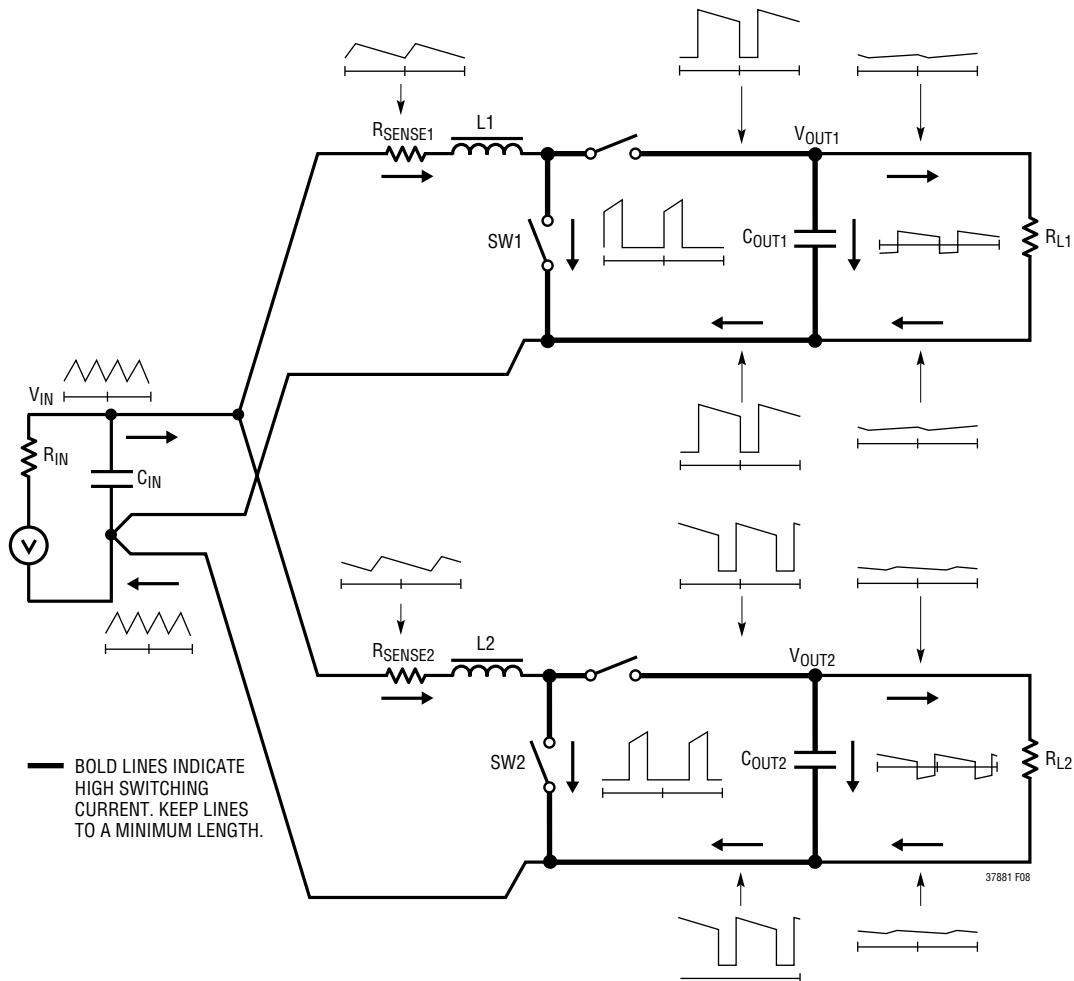 RSENSE1
L1
VOUT1
SW1
COUT1
RL1
VIN
RIN
CIN
V
RSENSE2
L2
VOUT2
SW2
COUT2
RL2
BOLD LINES INDICATE
HIGH SWITCHING
CURRENT. KEEP LINES
TO A MINIMUM LENGTH.
37881 F08